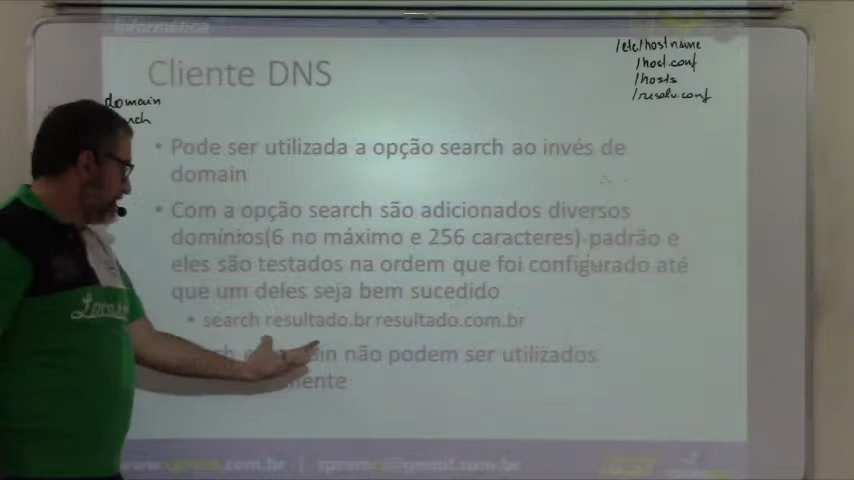 Informática
/etc/hostname
/host.conf
/hosts
/resolv.conf
Cliente DNS
domain
• Pode ser utilizada a opção search ao invés de
domain
• Com a opção search são adicionados diversos
domínios(6 no máximo e 256 caracteres) padrão e
eles são testados na ordem que foi configurado até
que um deles seja bem sucedido
• search resultado.br resultado.com.br
não podem ser utilizados